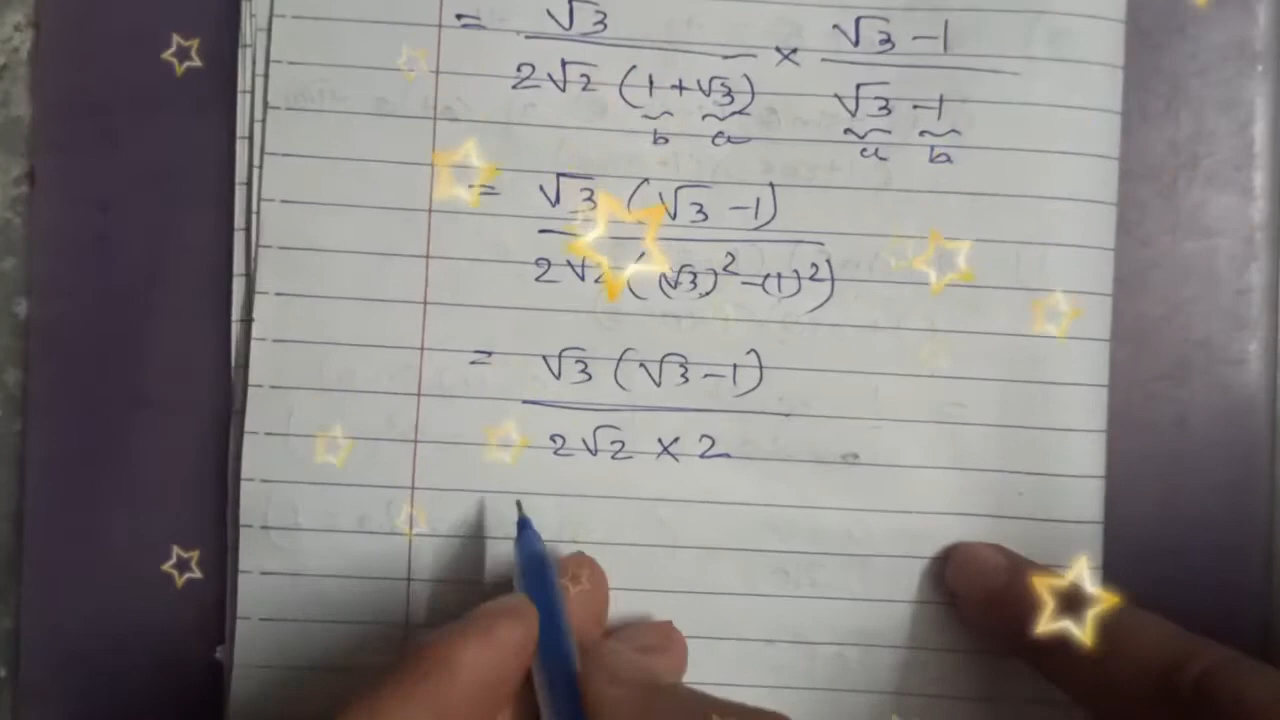 = √3 / 2√2 (1+√3) × √3 -1 / √3 -1
b a a b
= √3 (√3 -1) / 2√2 ((√3)² -(1)²)
= √3 (√3-1) / 2√2 × 2